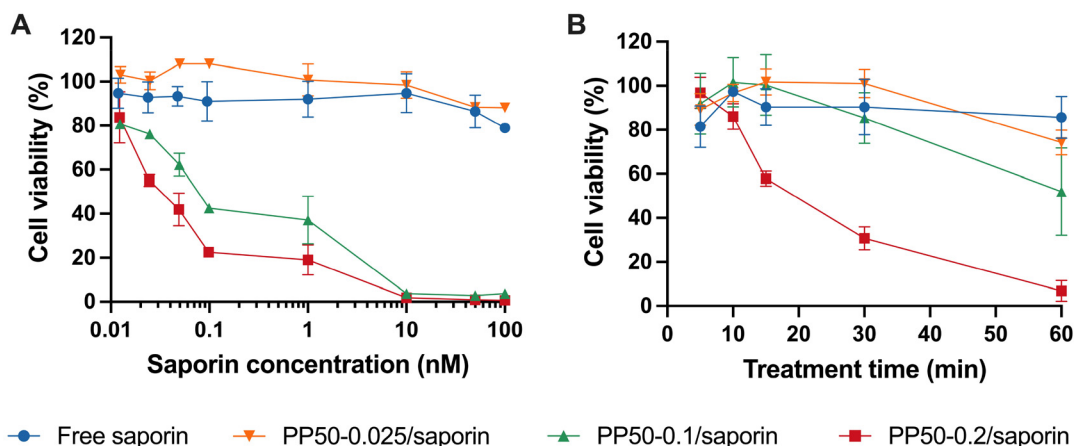 A
Cell viability (%)
120
100
80
60
40
20
0
0.01
0.1
1
10
100
Saporin concentration (nM)
B
Cell viability (%)
120
100
80
60
40
20
0
0
10
20
30
40
50
60
Treatment time (min)
Free saporin
PP50-0.025/saporin
PP50-0.1/saporin
PP50-0.2/saporin